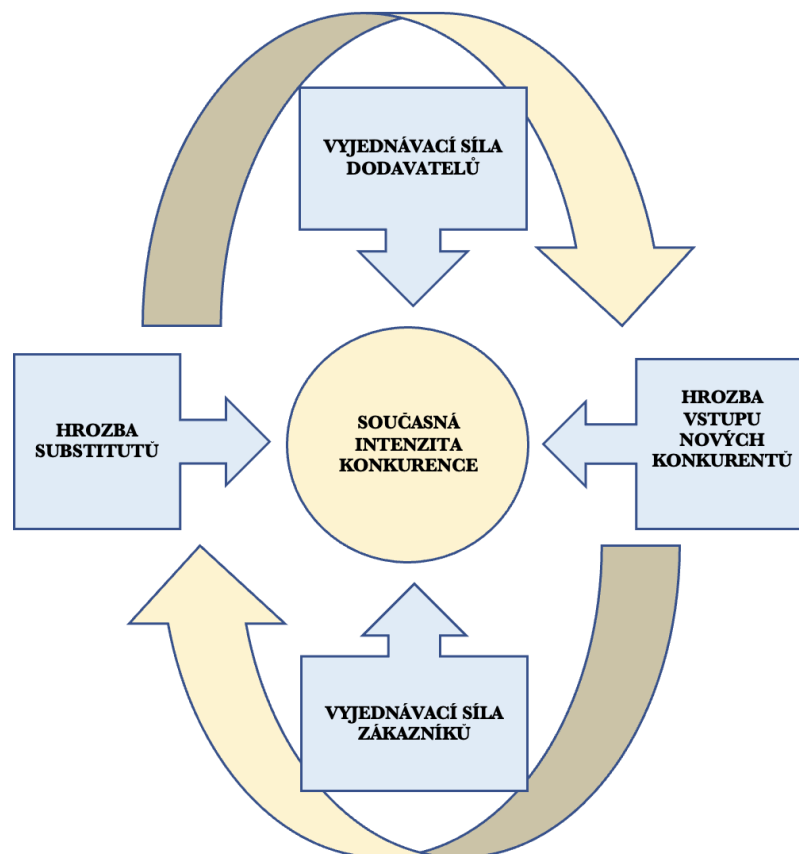 VYJEDNÁVACÍ SÍLA
DODAVATELŮ
HROZBA
SUBSTITUTŮ
SOUČASNÁ
INTENZITA
KONKURENCE
HROZBA
VSTUPU
NOVÝCH
KONKURENTŮ
VYJEDNÁVACÍ SÍLA
ZÁKAZNÍKŮ